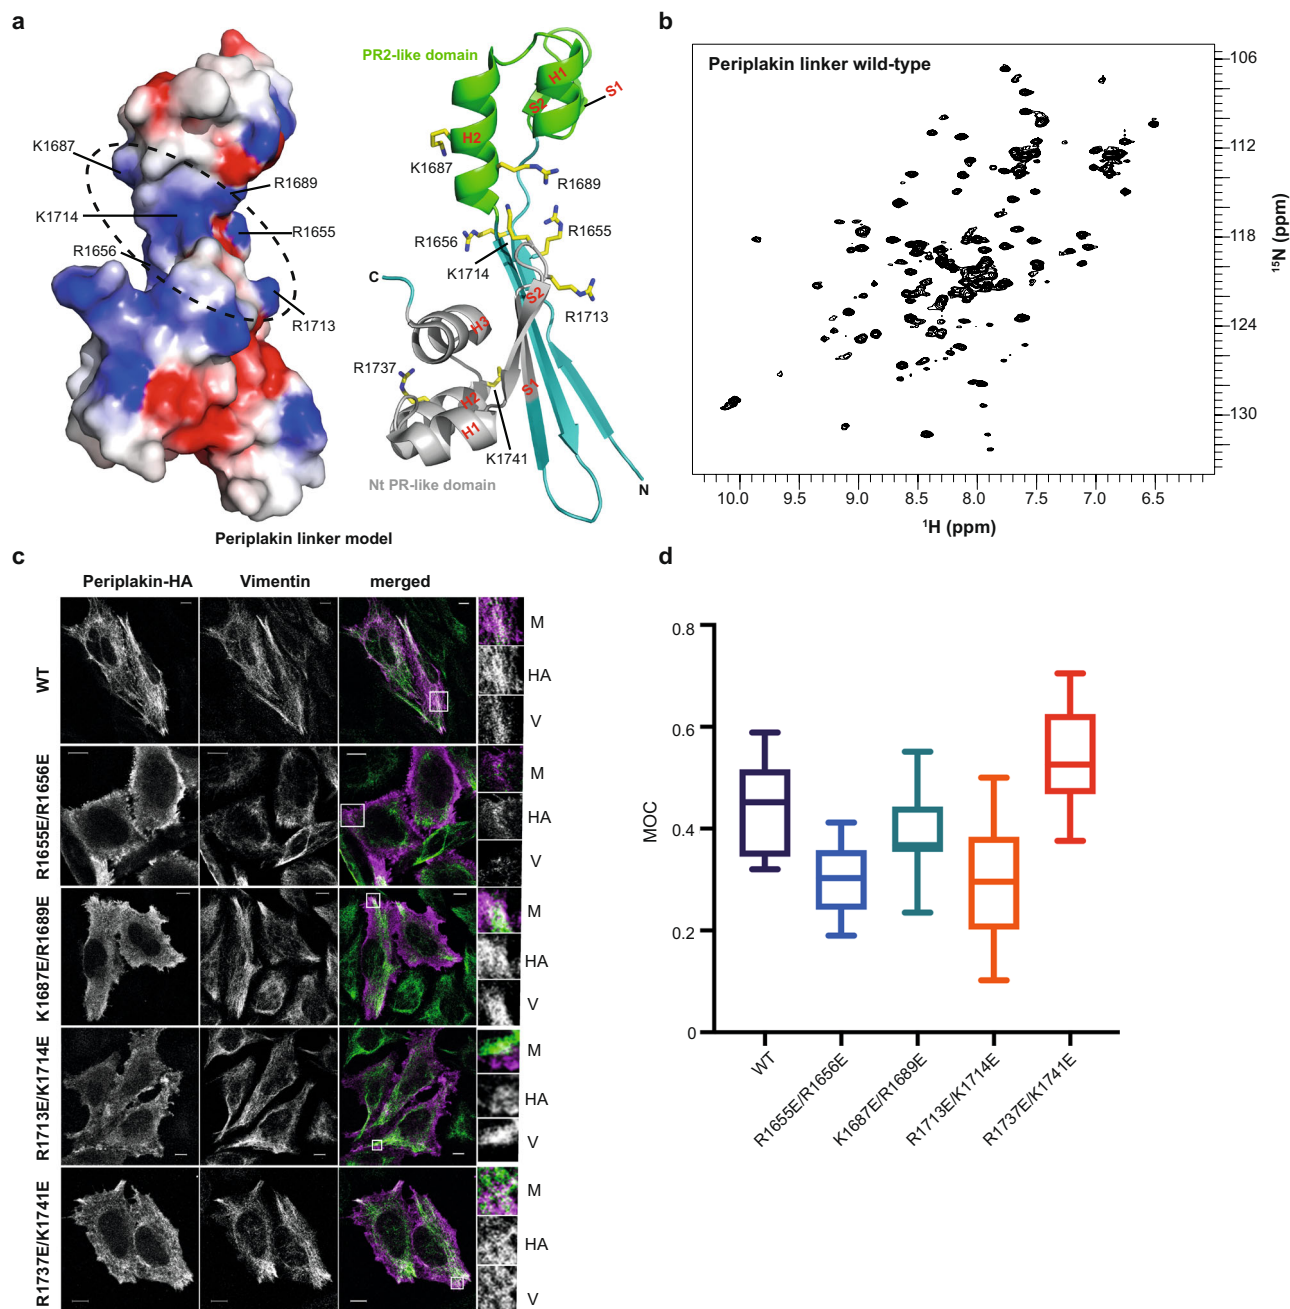 a
K1687
K1714
R1656
R1689
R1655
R1713
PR2-like domain
H1
S1
S2
H2
K1687
R1689
R1656
R1655
K1714
C
S2
R1713
H3
R1737
S1
H2
H1
K1741
N
Nt PR-like domain
Periplakin linker model
b
Periplakin linker wild-type
106
112
118
124
130
¹⁵N (ppm)
10.0 9.5 9.0 8.5 8.0 7.5 7.0 6.5
¹H (ppm)
c
Periplakin-HA Vimentin merged
WT
M
HA
V
R1655E/R1656E
M
HA
V
K1687E/R1689E
M
HA
V
R1713E/K1714E
M
HA
V
R1737E/K1741E
M
HA
V
d
MOC
0.8
0.6
0.4
0.2
0
WT
R1655E/R1656E
K1687E/R1689E
R1713E/K1714E
R1737E/K1741E